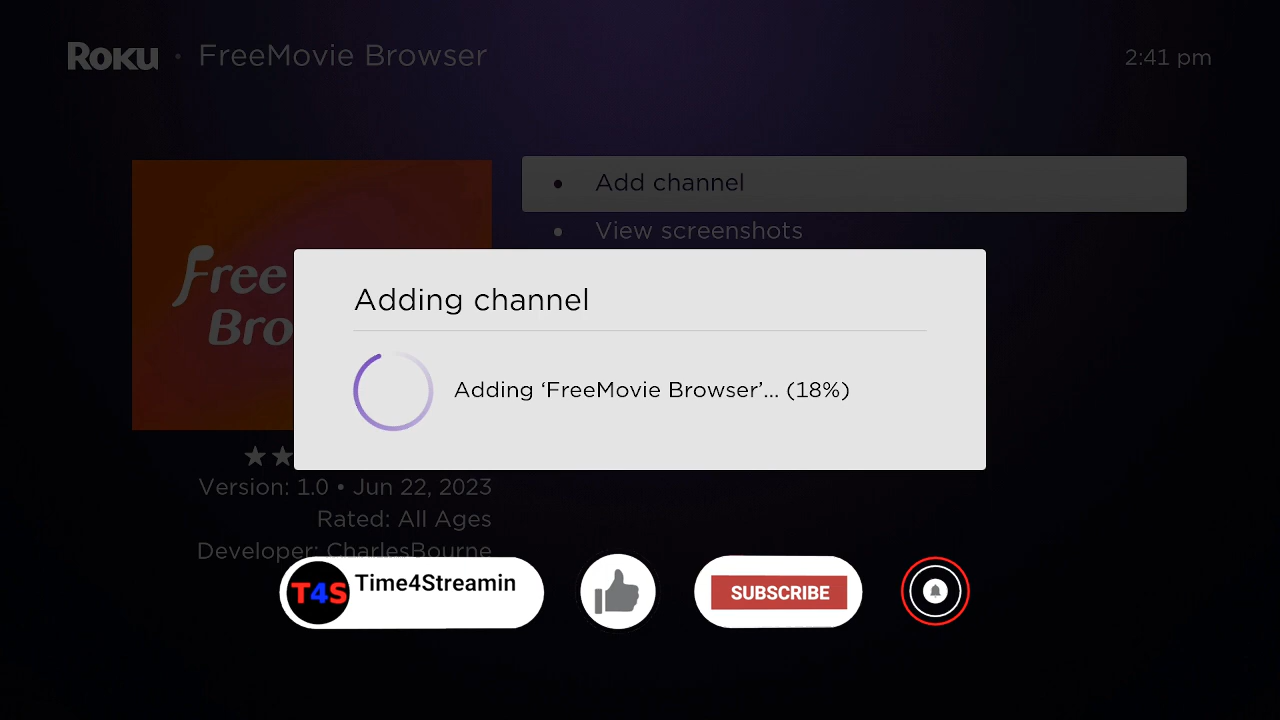 Roku • FreeMovie Browser
2:41 pm
• Add channel
• View screenshots
Free
Bro
Adding channel
Adding ‘FreeMovie Browser’... (18%)
★★
Version: 1.0 • Jun 22, 2023
Rated: All Ages
Developer: CharlesBourne
T4S
Time4Streamin
SUBSCRIBE